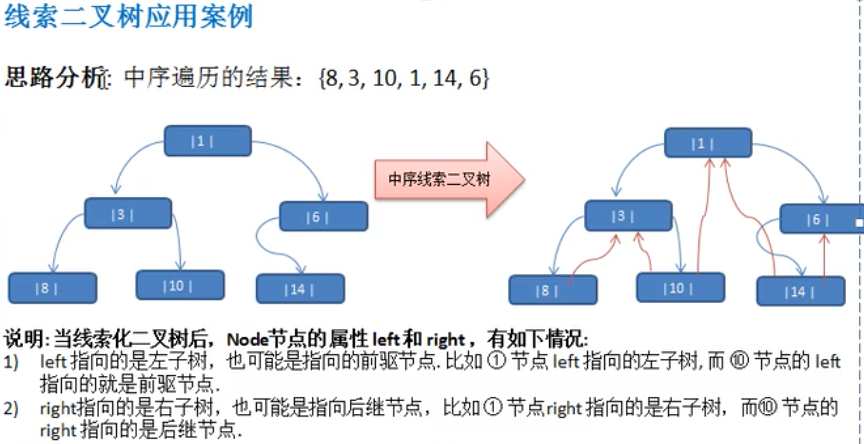 线索二叉树应用案例
思路分析: 中序遍历的结果：{8, 3, 10, 1, 14, 6}
|1|
|1|
中序线索二叉树
|3|
|6|
|3|
|6|
|8|
|10|
|14|
|8|
|10|
|14|
说明: 当线索化二叉树后，Node节点的属性 left 和 right ，有如下情况:
1) left 指向的是左子树，也可能是指向的前驱节点. 比如 ① 节点 left 指向的左子树, 而 ⑩ 节点的 left
指向的就是前驱节点.
2) right指向的是右子树，也可能是指向后继节点，比如 ① 节点right 指向的是右子树，而⑩ 节点的
right 指向的是后继节点.